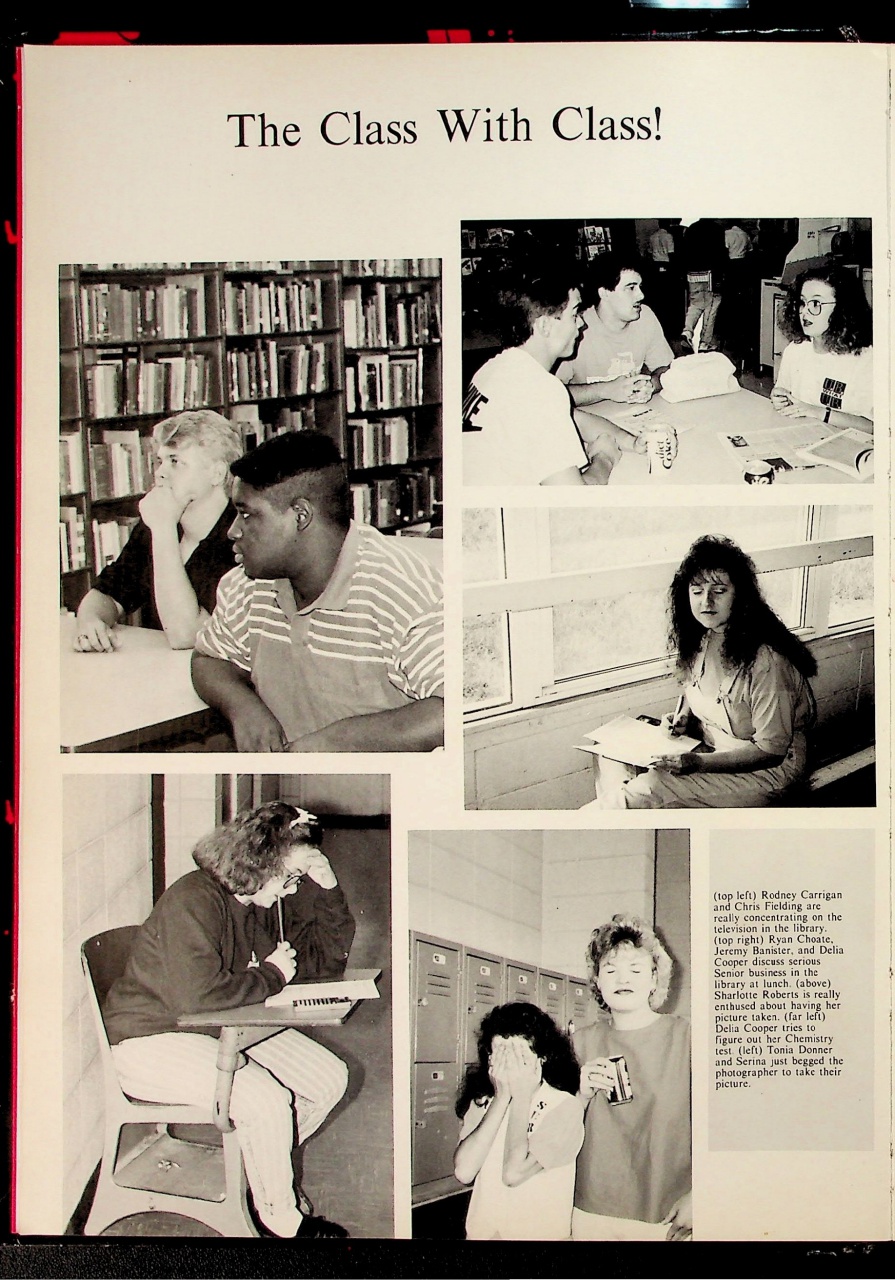 The Class With Class!
diet
Coke
(top left) Rodney Carrigan
and Chris Fielding are
really concentrating on the
television in the library.
(top right) Ryan Choate,
Jeremy Banister, and Delia
Cooper discuss serious
Senior business in the
library at lunch. (above)
Sharlotte Roberts is really
enthused about having her
picture taken. (far left)
Delia Cooper tries to
figure out her Chemistry
test. (left) Tonia Donner
and Serina just begged the
photographer to take their
picture.